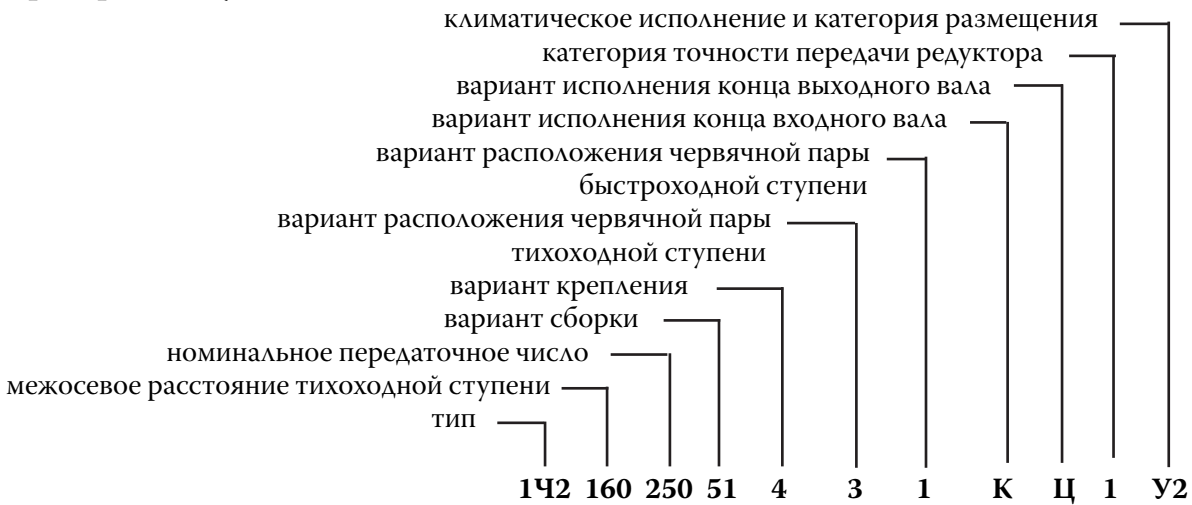 климатическое исполнение и категория размещения
категория точности передачи редуктора
вариант исполнения конца выходного вала
вариант исполнения конца входного вала
вариант расположения червячной пары
быстроходной ступени
вариант расположения червячной пары
тихоходной ступени
вариант крепления
вариант сборки
номинальное передаточное число
межосевое расстояние тихоходной ступени
тип
1Ч2 160 250 51 4 3 1 К Ц 1 У2